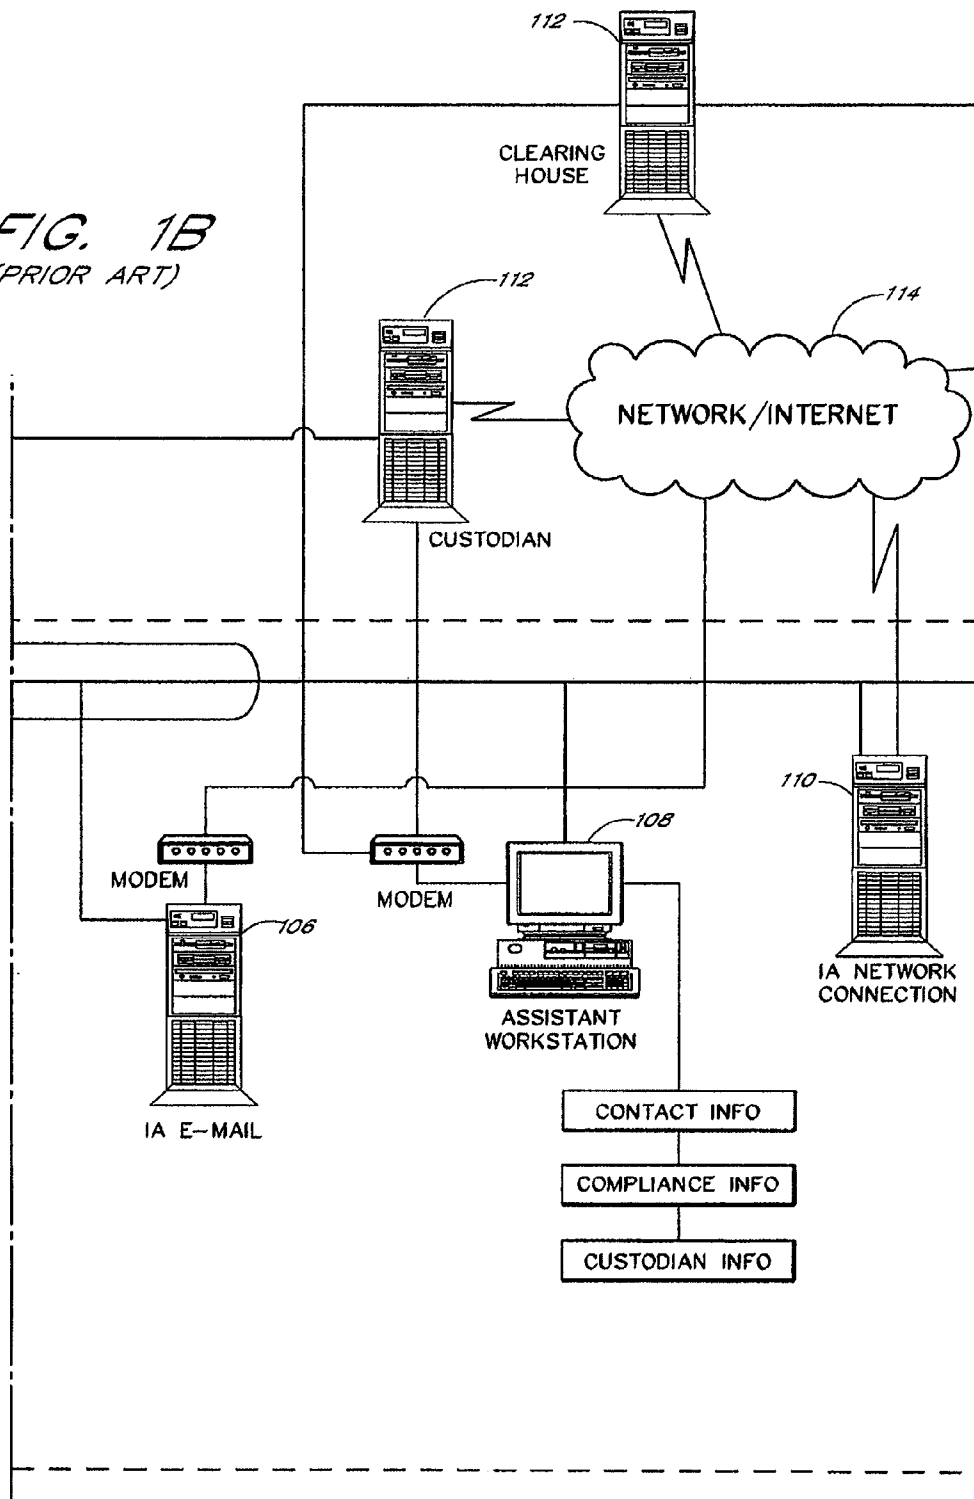 112
CLEARING
HOUSE
FIG. 1B
(PRIOR ART)
112
114
NETWORK/INTERNET
CUSTODIAN
110
108
MODEM
MODEM
106
IA NETWORK
CONNECTION
ASSISTANT
WORKSTATION
CONTACT INFO
IA E-MAIL
COMPLIANCE INFO
CUSTODIAN INFO